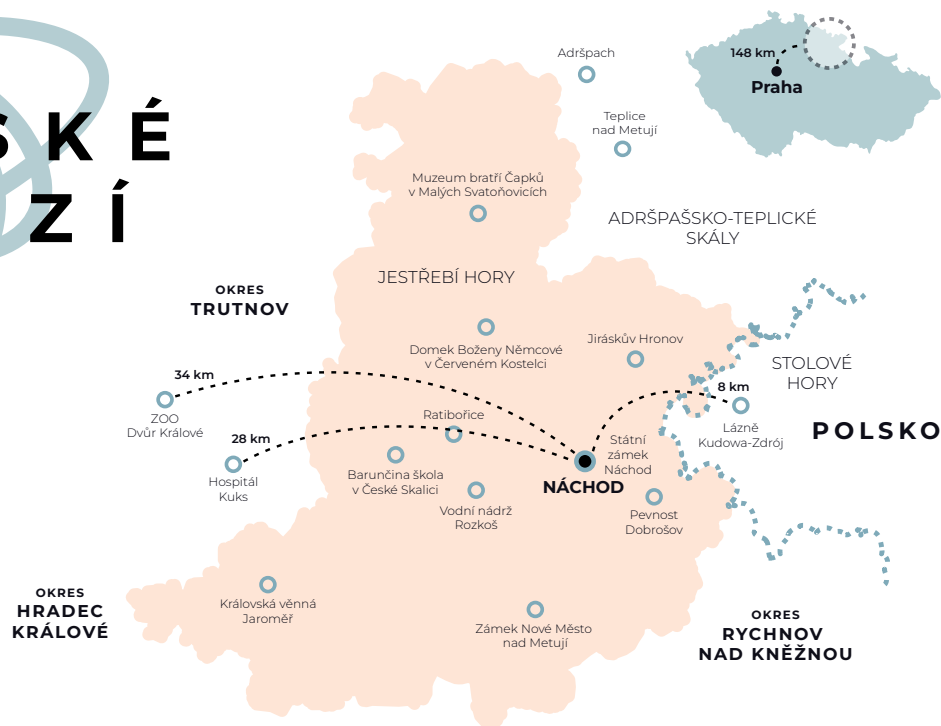 SKÉ
ZÍ
148 km
Praha
Adršpach
Teplice
nad Metují
Muzeum bratří Čapků
v Malých Svatoňovicích
ADRŠPAŠSKO-TEPLICKÉ
SKÁLY
JESTŘEBÍ HORY
OKRES
TRUTNOV
Domek Boženy Němcové
v Červeném Kostelci
Jiráskův Hronov
STOLOVÉ
HORY
34 km
8 km
ZOO
Dvůr Králové
Ratibořice
Lázně
Kudowa-Zdrój
POLSKO
28 km
Hospitál
Kuks
Barunčina škola
v České Skalici
Státní
zámek
Náchod
NÁCHOD
Vodní nádrž
Rozkoš
Pevnost
Dobrošov
OKRES
HRADEC
KRÁLOVÉ
Královská věnná
Jaroměř
Zámek Nové Město
nad Metují
OKRES
RYCHNOV
NAD KNĚŽNOU